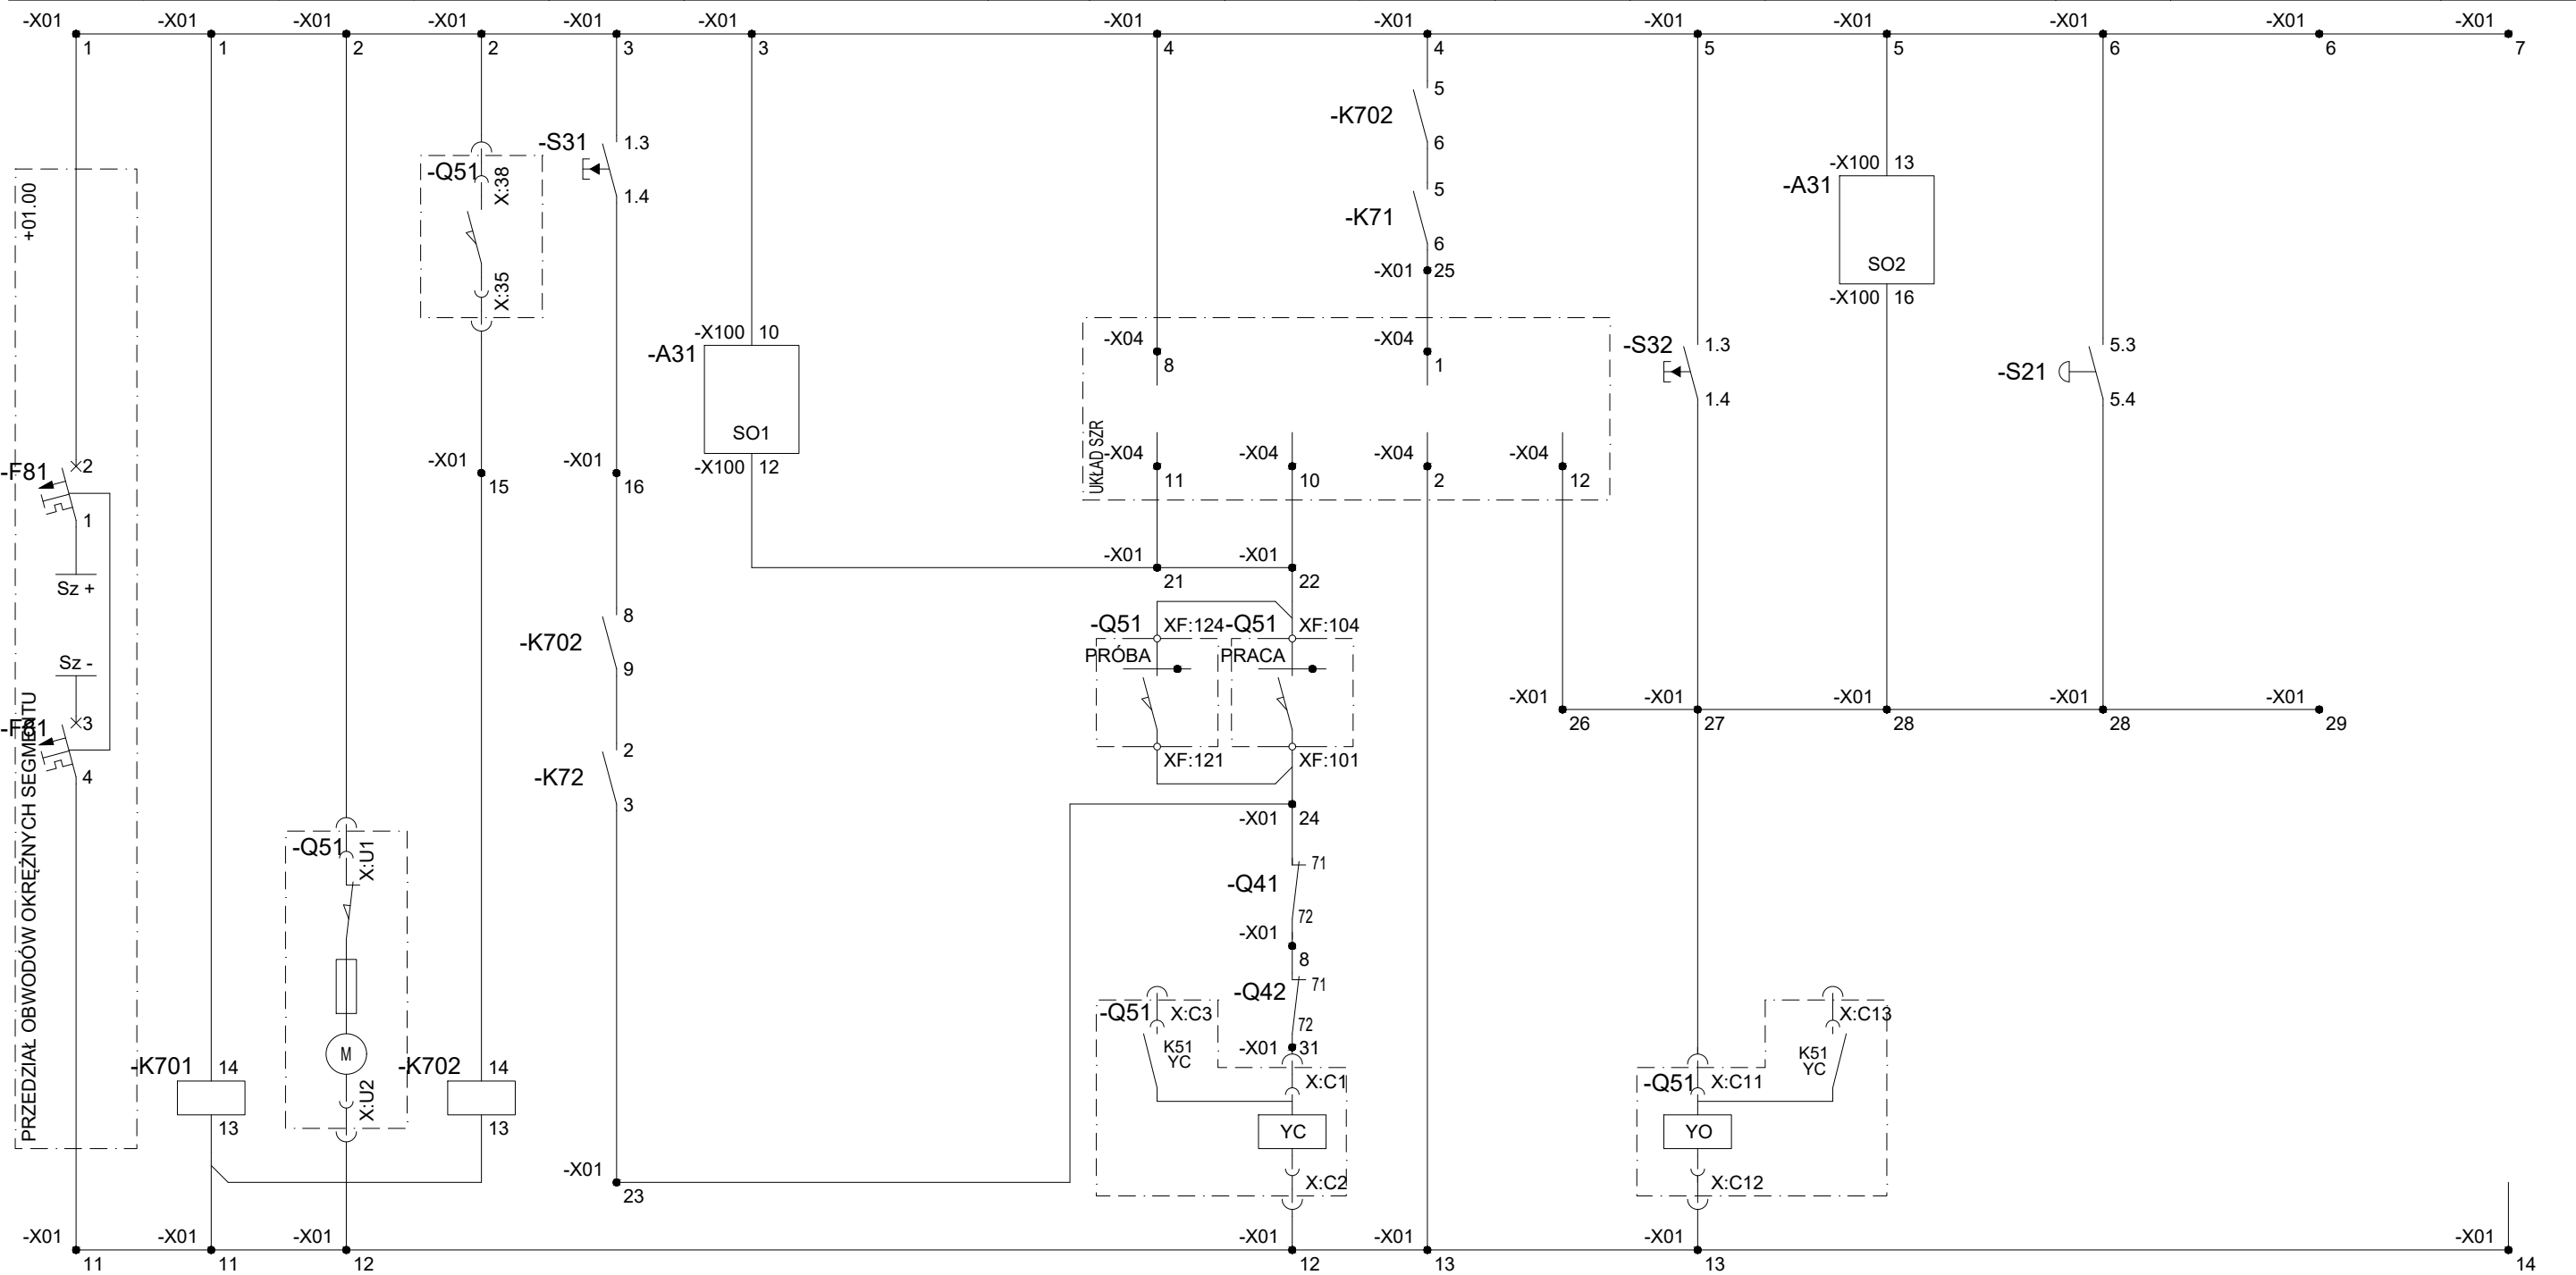 -X01 -X01 -X01 -X01 -X01 -X01 -X01 -X01 -X01 -X01 -X01 -X01 -X01
1 1 2 2 3 3 4 4 5 5 6 6 7
5
-K702
6
-S31 1.3
1.4
-Q51 X:38
X:35
+01.00
5
-K71
6
-X01 25
-X100 13
-A31
SO2
-X100 16
-X100 10
-A31
SO1
-X100 12
-X04 -X04
8 1
UKŁAD SZR
-X04 -X04 -X04 -X04
11 10 2 12
-S32 1.3
1.4
-S21 5.3
5.4
-X01 -X01
15 16
-F81 2
1
Sz +
Sz -
-F81 3
4
PRZEDZIAŁ OBWODÓW OKRĘŻNYCH SEGMENTU
-X01 -X01
21 22
8
-K702
9
-Q51 XF:124 -Q51 XF:104
PRÓBA PRACA
XF:121 XF:101
-X01 -X01 -X01 -X01 -X01
26 27 28 28 29
2
-K72
3
-X01 24
-Q51 X:U1
M
X:U2
71
-Q41
72
-X01
8
71
-Q42
72
-X01 31
-Q51 X:C3
K51
YC
X:C1
YC
X:C2
X:C13
K51
YC
-Q51 X:C11
YO
X:C12
-K701 14
13
-K702 14
13
-X01
23
-X01 -X01 -X01 -X01 -X01 -X01 -X01
11 11 12 12 13 13 14